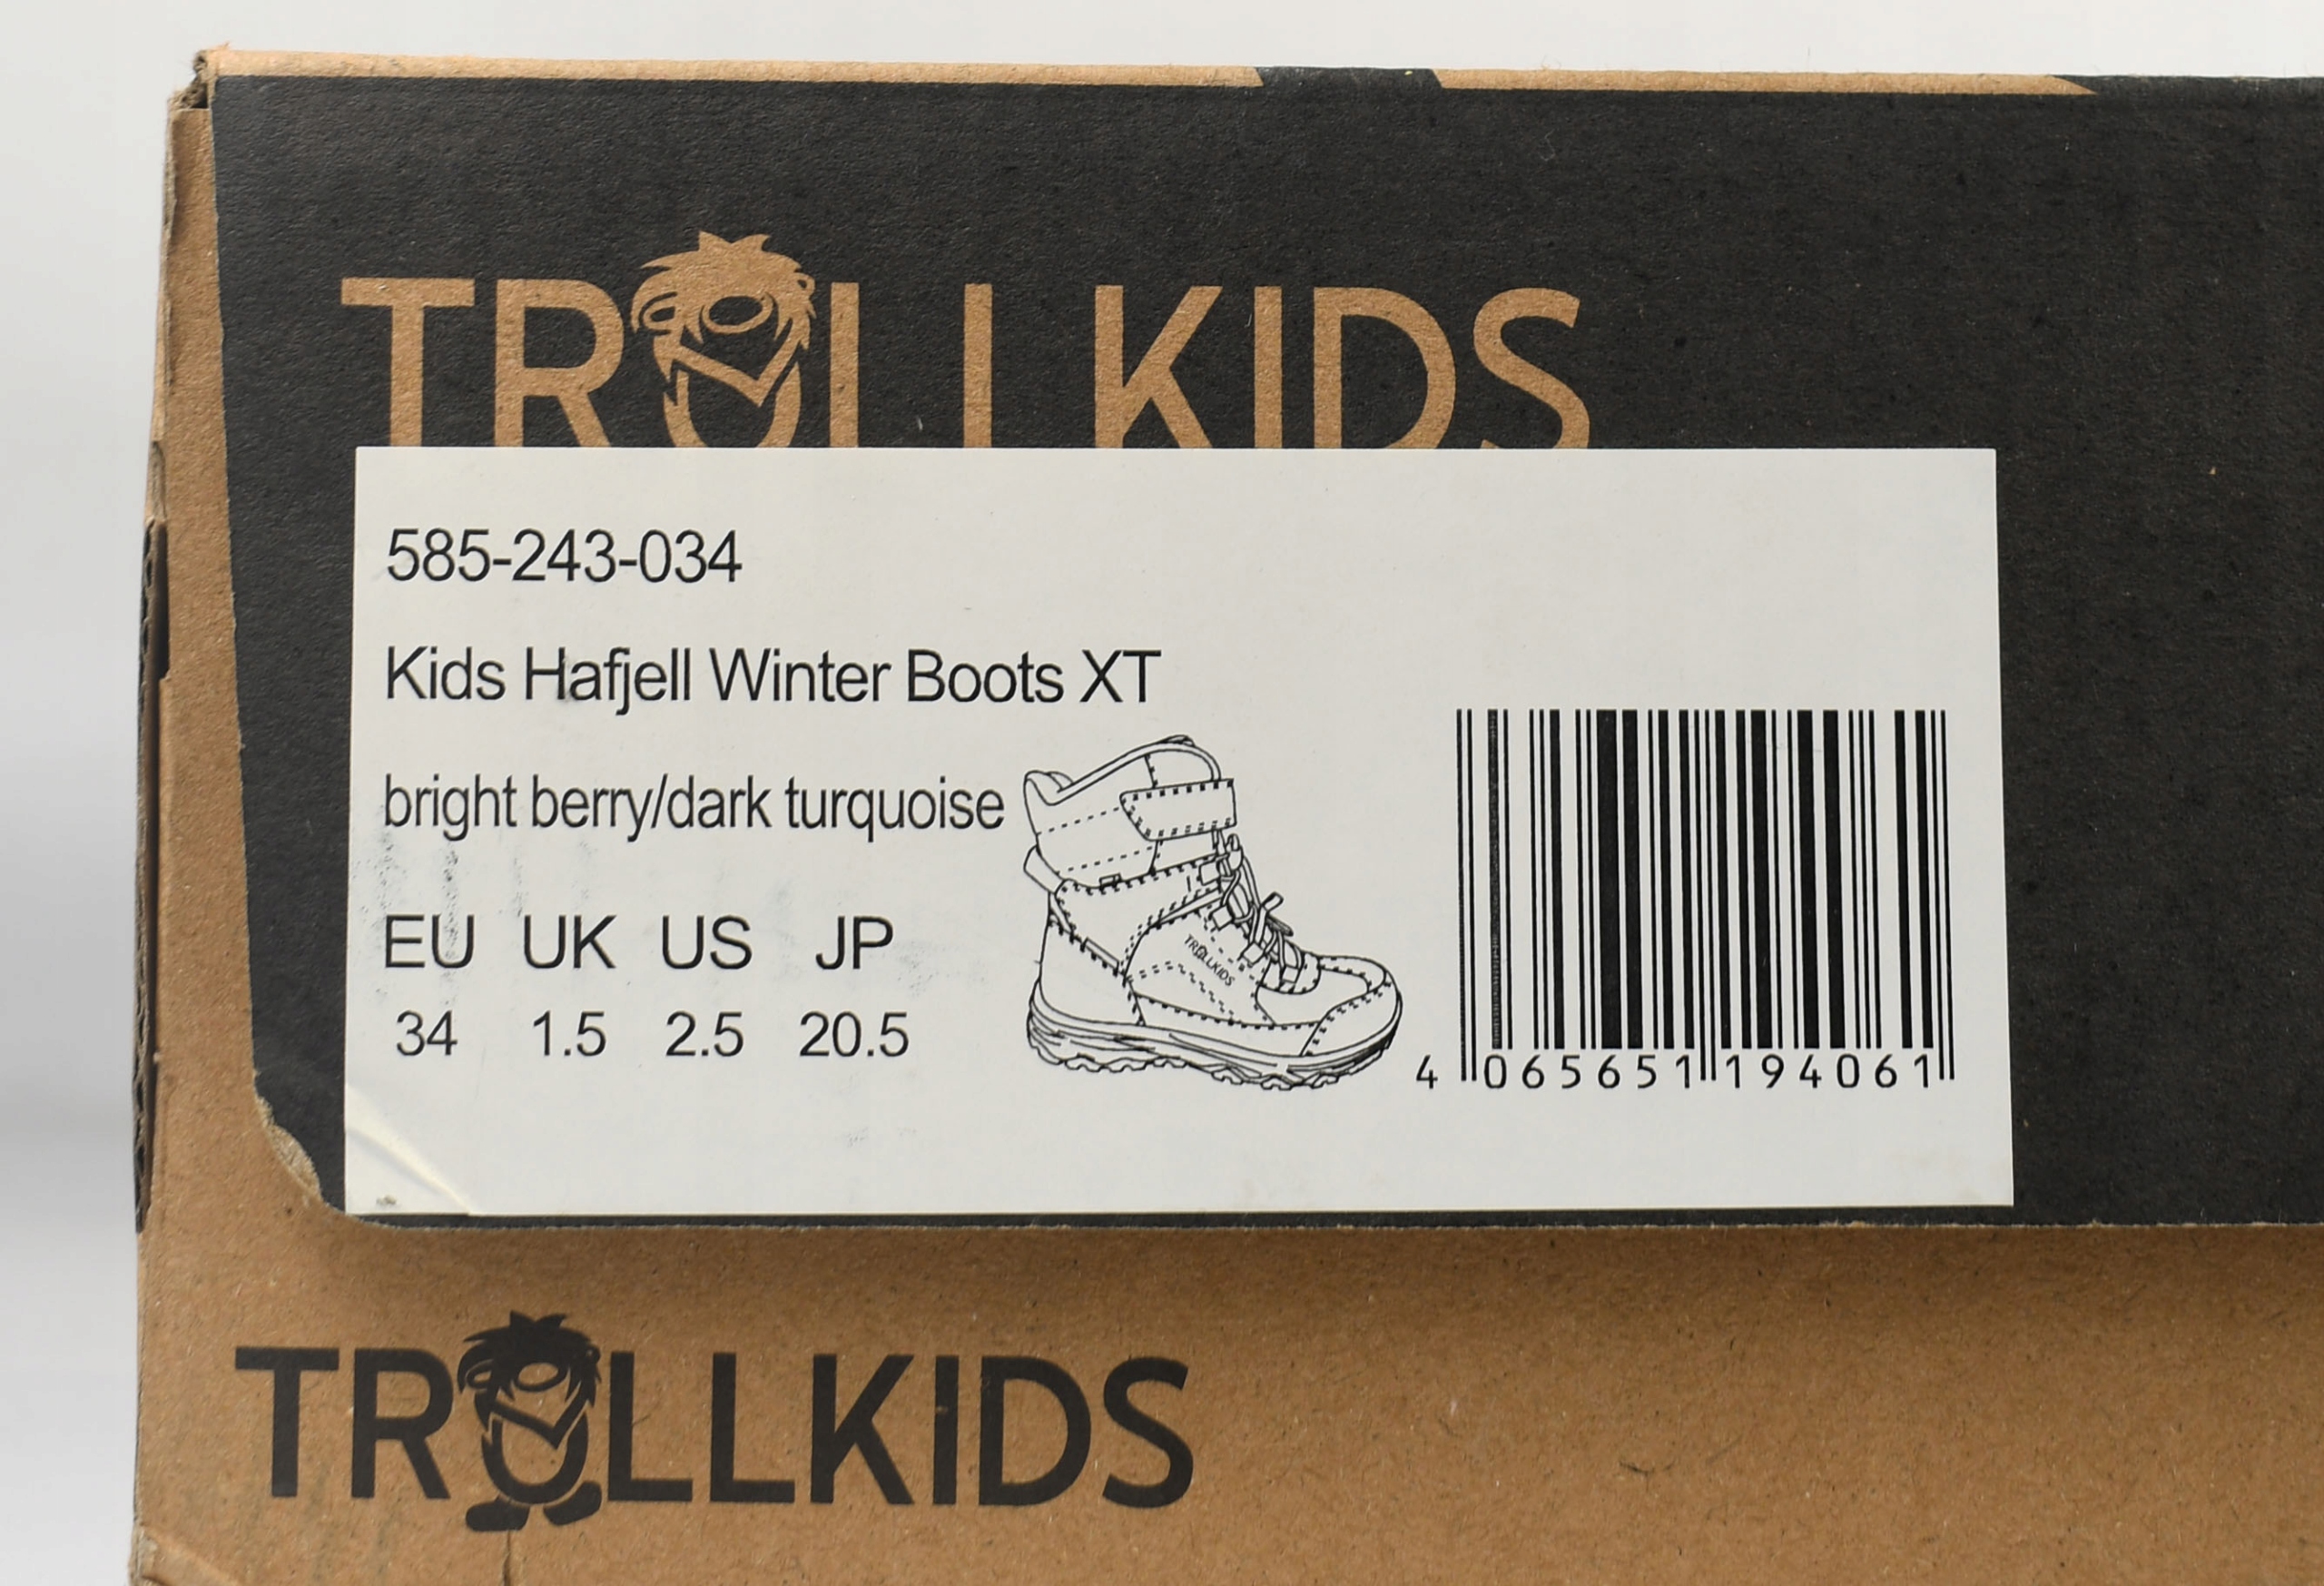 TROLLKIDS
585-243-034
Kids Hafjell Winter Boots XT
bright berry/dark turquoise
EU UK US JP
34 1.5 2.5 20.5
TROLLKIDS
4 065651 194061
TROLLKIDS